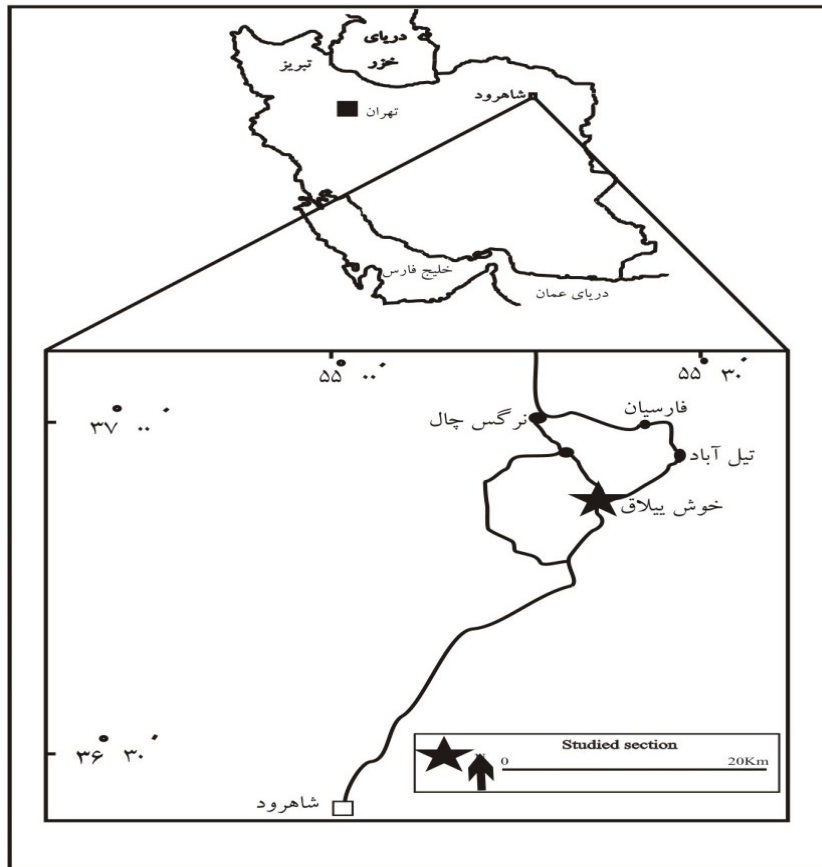 دریای
خزر
تبریز
شاهرود
تهران
خلیج فارس
دریای عمان
۵۵° ۰۰'
۵۵° ۳۰'
۳۷° ۰۰'
فارسیان
نرگس چال
تیل آباد
خوش ییلاق
۳۶° ۳۰'
Studied section
0 20Km
شاهرود